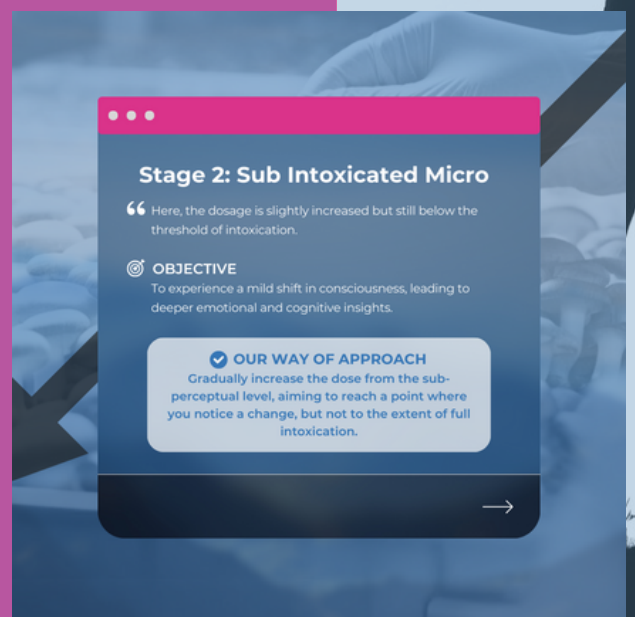 Stage 2: Sub Intoxicated Micro
“ Here, the dosage is slightly increased but still below the
threshold of intoxication.
OBJECTIVE
To experience a mild shift in consciousness, leading to
deeper emotional and cognitive insights.
OUR WAY OF APPROACH
Gradually increase the dose from the sub-
perceptual level, aiming to reach a point where
you notice a change, but not to the extent of full
intoxication.